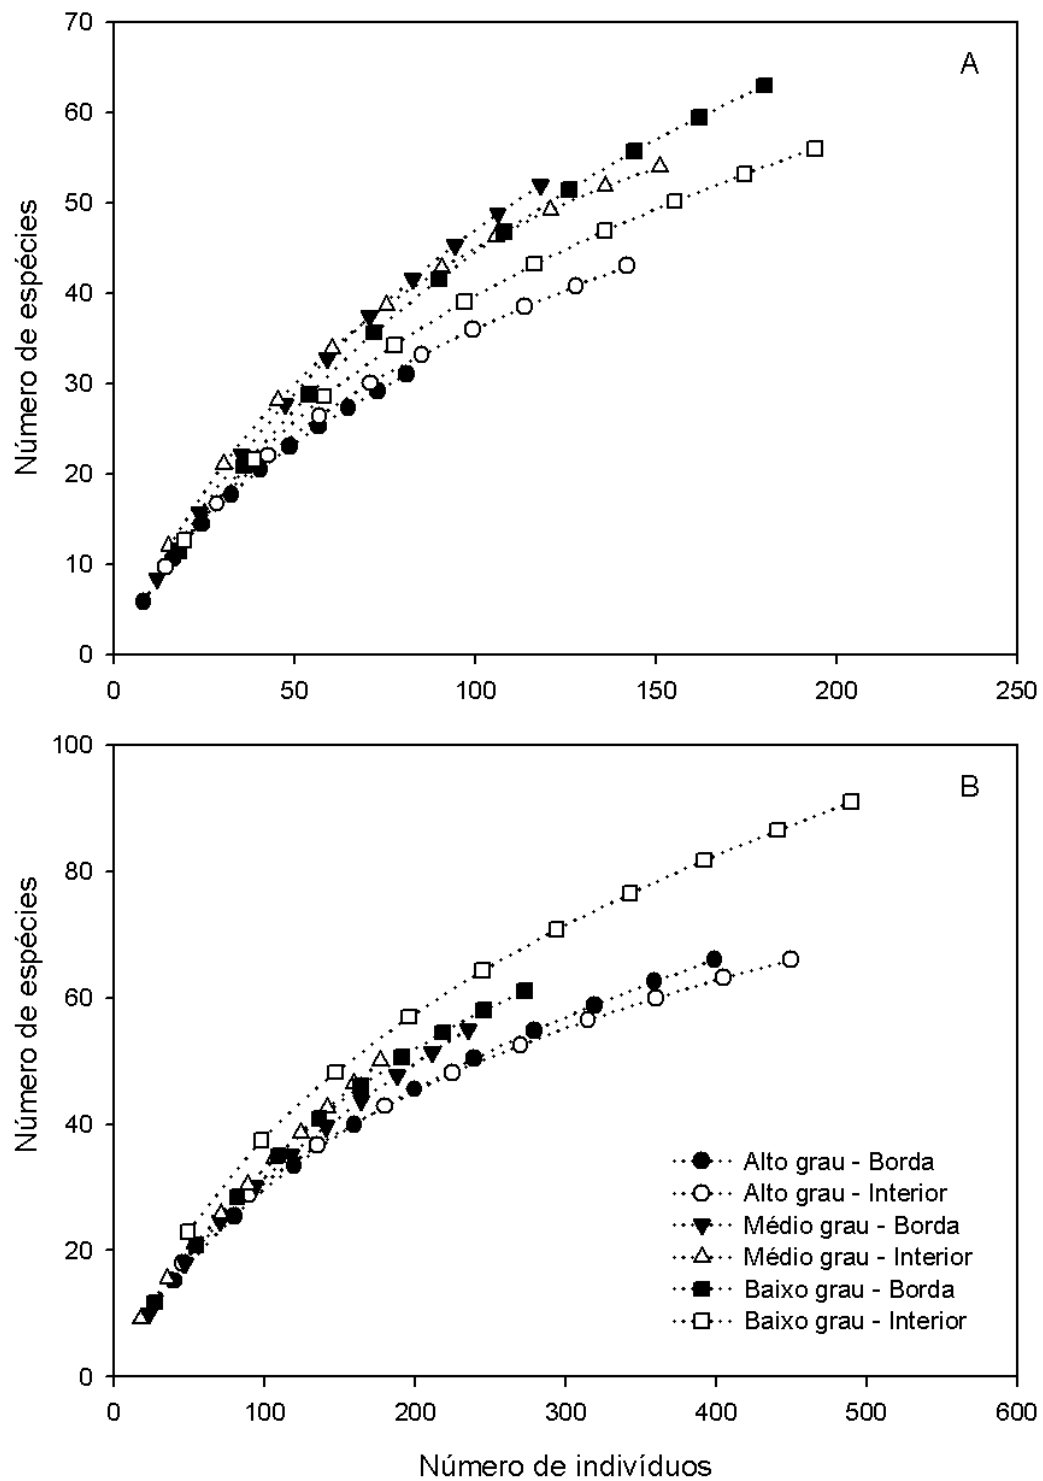 70
A
60
50
40
30
20
10
0
Número de espécies
0 50 100 150 200 250
100
B
80
60
40
20
0
Número de espécies
Alto grau - Borda
Alto grau - Interior
Médio grau - Borda
Médio grau - Interior
Baixo grau - Borda
Baixo grau - Interior
0 100 200 300 400 500 600
Número de indivíduos